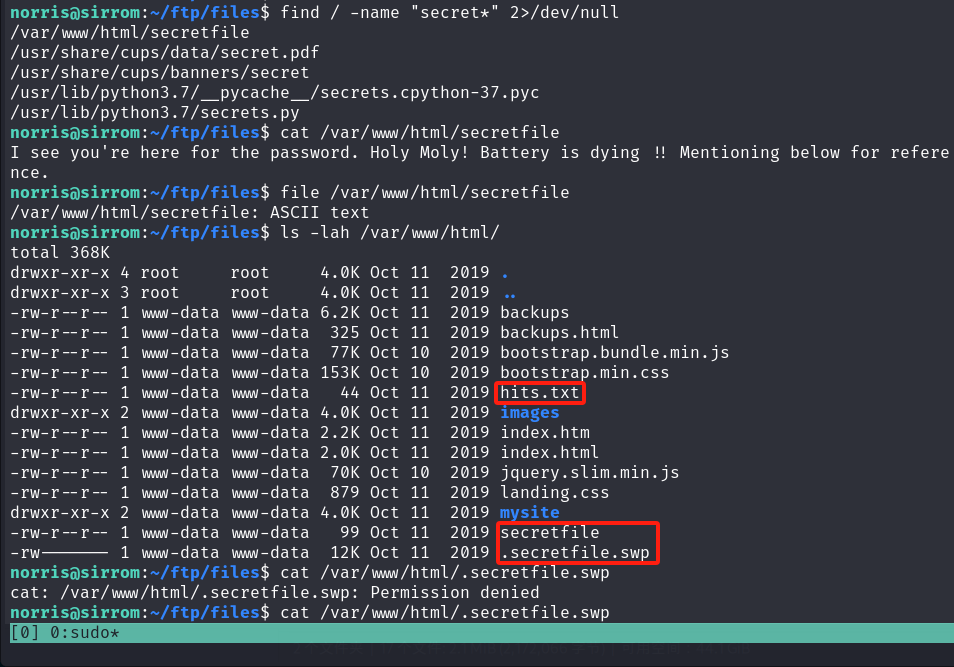 norris@sirrom:~/ftp/files$ find / -name "secret*" 2>/dev/null
/var/www/html/secretfile
/usr/share/cups/data/secret.pdf
/usr/share/cups/banners/secret
/usr/lib/python3.7/__pycache__/secrets.cpython-37.pyc
/usr/lib/python3.7/secrets.py
norris@sirrom:~/ftp/files$ cat /var/www/html/secretfile
I see you're here for the password. Holy Moly! Battery is dying !! Mentioning below for refere
nce.
norris@sirrom:~/ftp/files$ file /var/www/html/secretfile
/var/www/html/secretfile: ASCII text
norris@sirrom:~/ftp/files$ ls -lah /var/www/html/
total 368K
drwxr-xr-x 4 root     root     4.0K Oct 11  2019 .
drwxr-xr-x 3 root     root     4.0K Oct 11  2019 ..
-rw-r--r-- 1 www-data www-data 6.2K Oct 11  2019 backups
-rw-r--r-- 1 www-data www-data  325 Oct 11  2019 backups.html
-rw-r--r-- 1 www-data www-data  77K Oct 10  2019 bootstrap.bundle.min.js
-rw-r--r-- 1 www-data www-data 153K Oct 10  2019 bootstrap.min.css
-rw-r--r-- 1 www-data www-data   44 Oct 11  2019 hits.txt
drwxr-xr-x 2 www-data www-data 4.0K Oct 11  2019 images
-rw-r--r-- 1 www-data www-data 2.2K Oct 11  2019 index.htm
-rw-r--r-- 1 www-data www-data 2.0K Oct 11  2019 index.html
-rw-r--r-- 1 www-data www-data  70K Oct 10  2019 jquery.slim.min.js
-rw-r--r-- 1 www-data www-data  879 Oct 11  2019 landing.css
drwxr-xr-x 2 www-data www-data 4.0K Oct 11  2019 mysite
-rw-r--r-- 1 www-data www-data   99 Oct 11  2019 secretfile
-rw------- 1 www-data www-data  12K Oct 11  2019 .secretfile.swp
norris@sirrom:~/ftp/files$ cat /var/www/html/.secretfile.swp
cat: /var/www/html/.secretfile.swp: Permission denied
norris@sirrom:~/ftp/files$ cat /var/www/html/.secretfile.swp
[0] 0:sudo*